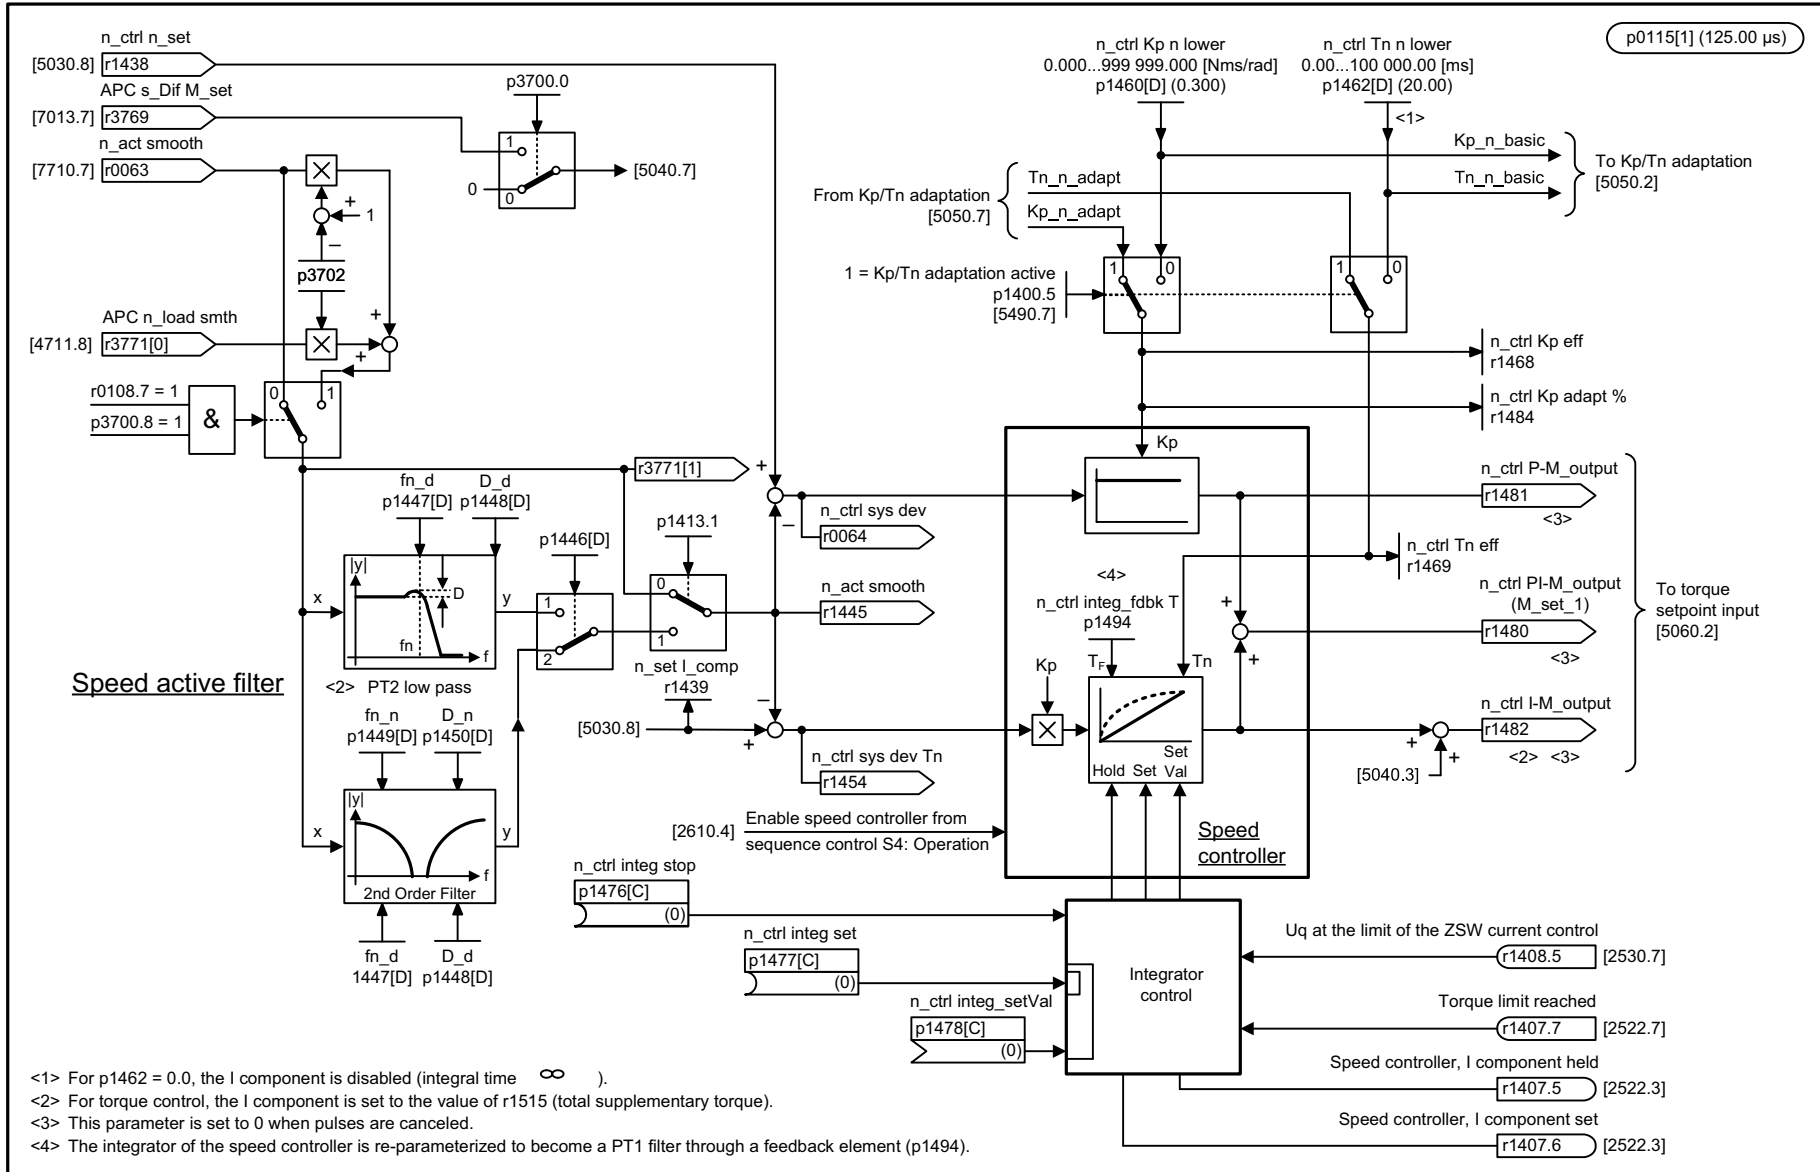 p0115[1] (125.00 µs)
n_ctrl n_set
[5030.8] r1438
APC s_Dif M_set
[7013.7] r3769
n_act smooth
[7710.7] r0063
+
1
–
p3702
APC n_load smth
[4711.8] r3771[0]
+
+
r0108.7 = 1
p3700.8 = 1
&
0 1
p3700.0
1
0
0
[5040.7]
n_ctrl Kp n lower
0.000...999 999.000 [Nms/rad]
p1460[D] (0.300)
n_ctrl Tn n lower
0.00...100 000.00 [ms]
p1462[D] (20.00)
<1>
Kp_n_basic
Tn_n_basic
To Kp/Tn adaptation
[5050.2]
From Kp/Tn adaptation
[5050.7]
Tn_n_adapt
Kp_n_adapt
1 = Kp/Tn adaptation active
p1400.5
[5490.7]
1 0
1 0
n_ctrl Kp eff
r1468
n_ctrl Kp adapt %
r1484
r3771[1]
fn_d
p1447[D]
D_d
p1448[D]
|y|
D
fn
f
x
y
<2> PT2 low pass
Speed active filter
p1446[D]
1
2
p1413.1
0
1
+
–
n_ctrl sys dev
r0064
n_act smooth
r1445
n_set I_comp
r1439
[5030.8]
–
+
n_ctrl sys dev Tn
r1454
fn_n
p1449[D]
D_n
p1450[D]
|y|
f
x
y
2nd Order Filter
fn_d
1447[D]
D_d
p1448[D]
Kp
<4>
n_ctrl integ_fdbk T
p1494
TF
Tn
Kp
Set
Hold Set Val
Speed
controller
n_ctrl P-M_output
r1481
<3>
n_ctrl Tn eff
r1469
n_ctrl PI-M_output
(M_set_1)
r1480
<3>
+
+
n_ctrl I-M_output
r1482
<2> <3>
+
+
[5040.3]
To torque
setpoint input
[5060.2]
[2610.4] Enable speed controller from
sequence control S4: Operation
n_ctrl integ stop
p1476[C]
(0)
n_ctrl integ set
p1477[C]
(0)
n_ctrl integ_setVal
p1478[C]
(0)
Integrator
control
Uq at the limit of the ZSW current control
r1408.5 [2530.7]
Torque limit reached
r1407.7 [2522.7]
Speed controller, I component held
r1407.5 [2522.3]
Speed controller, I component set
r1407.6 [2522.3]
<1> For p1462 = 0.0, the I component is disabled (integral time ∞ ).
<2> For torque control, the I component is set to the value of r1515 (total supplementary torque).
<3> This parameter is set to 0 when pulses are canceled.
<4> The integrator of the speed controller is re-parameterized to become a PT1 filter through a feedback element (p1494).